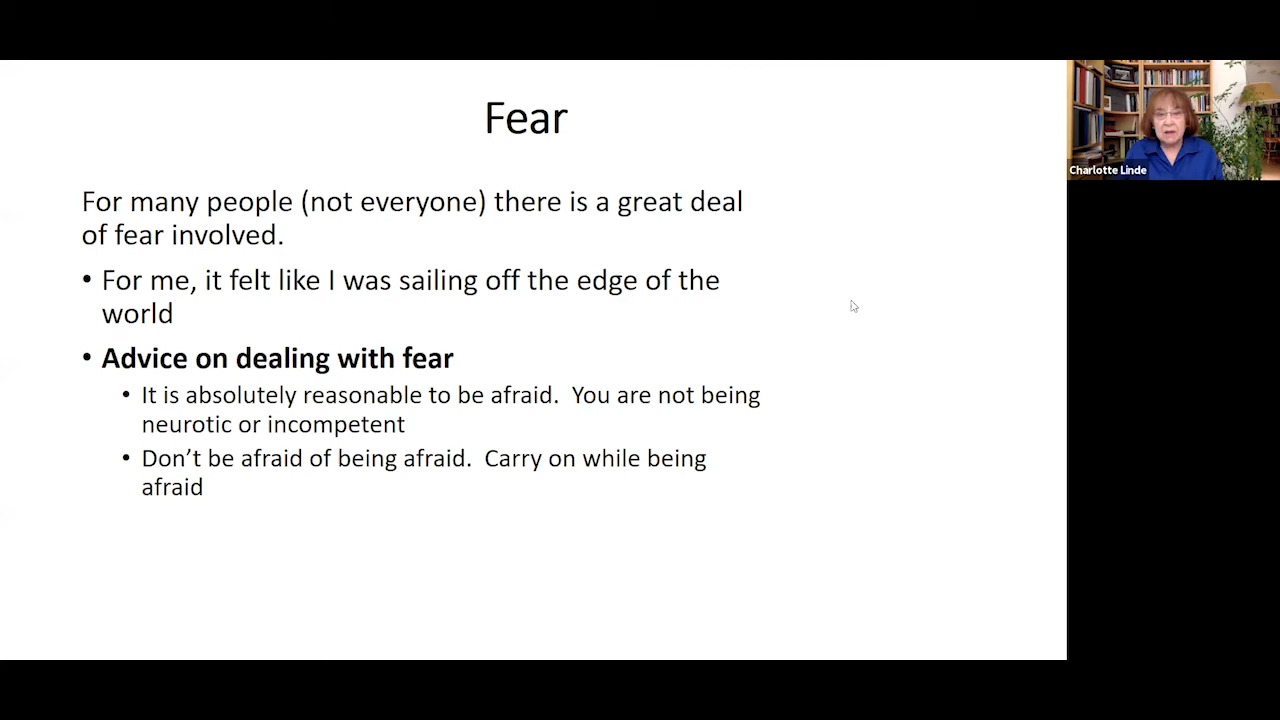 Fear
For many people (not everyone) there is a great deal
of fear involved.
• For me, it felt like I was sailing off the edge of the
world
• Advice on dealing with fear
• It is absolutely reasonable to be afraid.  You are not being
neurotic or incompetent
• Don’t be afraid of being afraid.  Carry on while being
afraid
Charlotte Linde